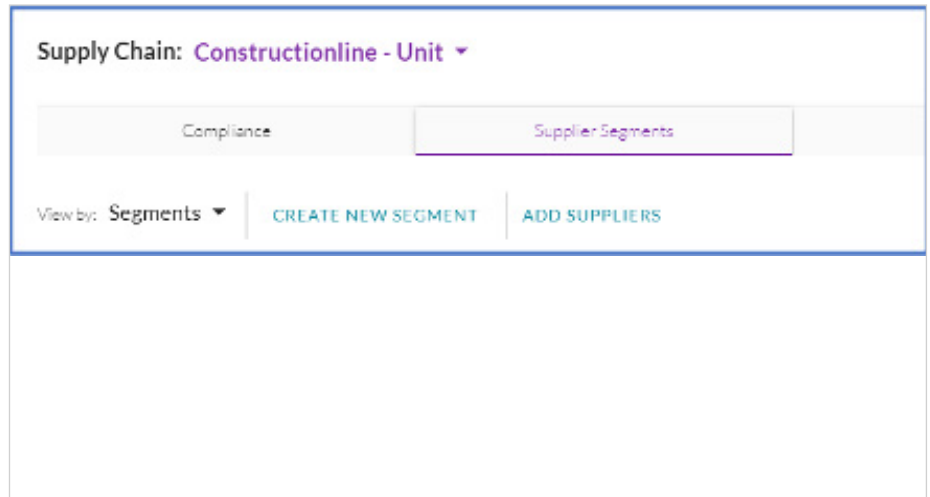 Supply Chain: Constructionline - Unit
Compliance Supplier Segments
View by: Segments CREATE NEW SEGMENT ADD SUPPLIERS